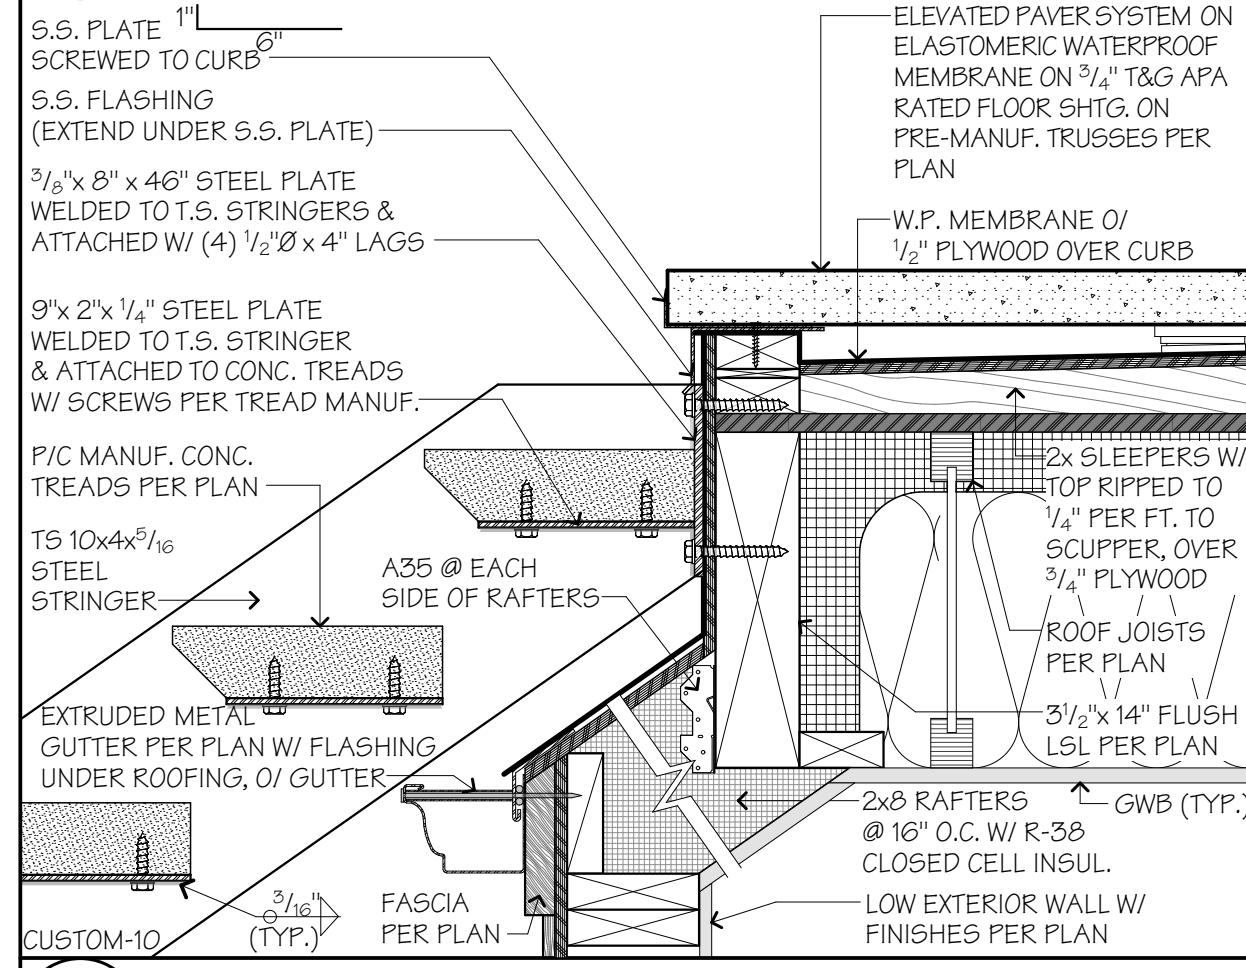 S.S. PLATE 1"
6"
SCREWED TO CURB
S.S. FLASHING
(EXTEND UNDER S.S. PLATE)
3/8"x 8" x 46" STEEL PLATE
WELDED TO T.S. STRINGERS &
ATTACHED W/ (4) 1/2"Ø x 4" LAGS
9"x 2"x 1/4" STEEL PLATE
WELDED TO T.S. STRINGER
& ATTACHED TO CONC. TREADS
W/ SCREWS PER TREAD MANUF.
P/C MANUF. CONC.
TREADS PER PLAN
TS 10x4x5/16
STEEL
STRINGER
A35 @ EACH
SIDE OF RAFTERS
EXTRUDED METAL
GUTTER PER PLAN W/ FLASHING
UNDER ROOFING, O/ GUTTER
3/16"
(TYP.)
CUSTOM-10
FASCIA
PER PLAN
ELEVATED PAVER SYSTEM ON
ELASTOMERIC WATERPROOF
MEMBRANE ON 3/4" T&G APA
RATED FLOOR SHTG. ON
PRE-MANUF. TRUSSES PER
PLAN
W.P. MEMBRANE O/
1/2" PLYWOOD OVER CURB
2x SLEEPERS W/
TOP RIPPED TO
1/4" PER FT. TO
SCUPPER, OVER
3/4" PLYWOOD
ROOF JOISTS
PER PLAN
3 1/2"x 14" FLUSH
LSL PER PLAN
GWB (TYP.)
2x8 RAFTERS
@ 16" O.C. W/ R-38
CLOSED CELL INSUL.
LOW EXTERIOR WALL W/
FINISHES PER PLAN